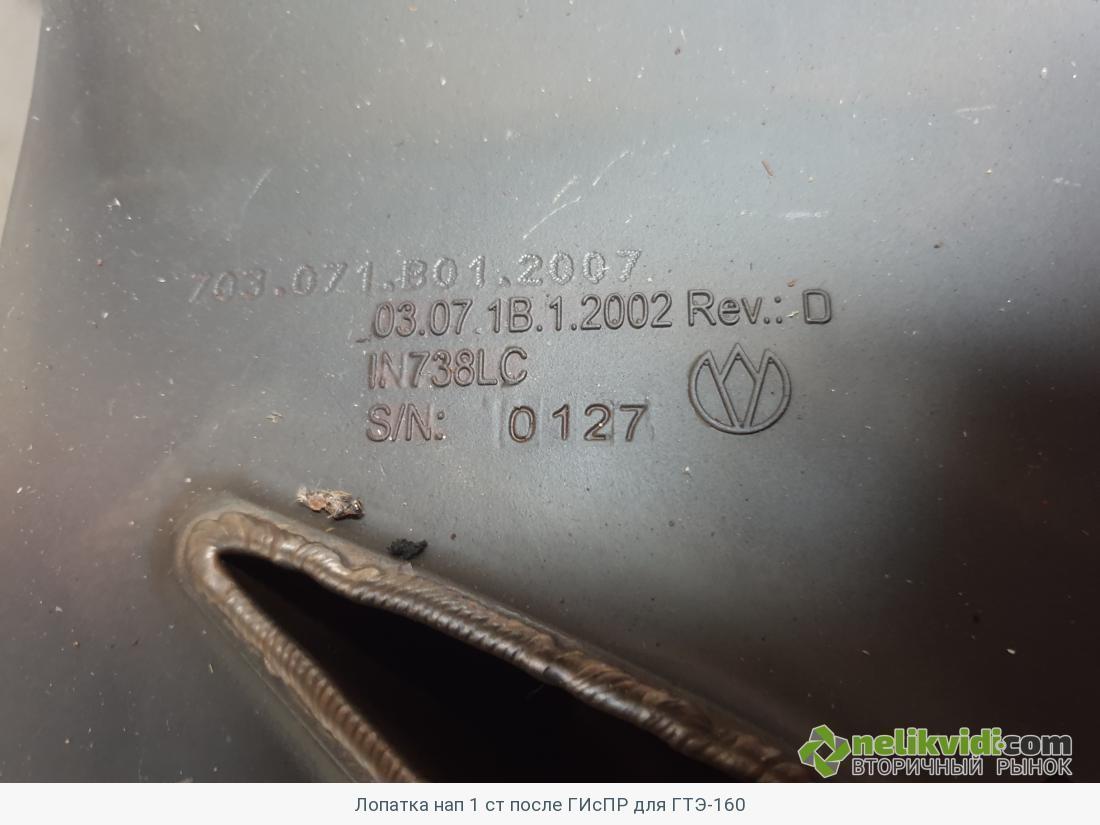 703.071.B01.2007.
03.07.1B.1.2002 Rev.: D
IN738LC
S/N: 0127
nelikvidi.com
ВТОРИЧНЫЙ РЫНОК
Лопатка нап 1 ст после ГИсПР для ГТЭ-160